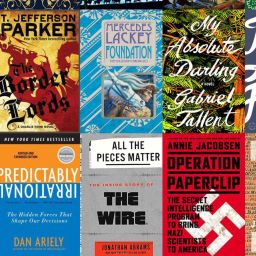 T. JEFFERSON
PARKER
The
Border
Lords
MERCEDES
LACKEY
FOUNDATION
My
Absolute
Darling
A NOVEL
Gabriel
Tallent
NEW YORK TIMES BESTSELLER
PREDICTABLY
IRRATIONAL
The Hidden Forces That
Shape Our Decisions
DAN ARIELY
ALL THE
PIECES MATTER
THE INSIDE STORY OF
THE WIRE
JONATHAN ABRAMS
ANNIE JACOBSEN
OPERATION
PAPERCLIP
THE SECRET
INTELLIGENCE
PROGRAM
TO BRING
NAZI
SCIENTISTS
TO AMERICA